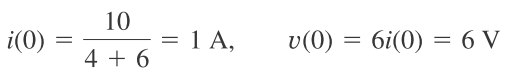 i(0) = 10 / (4 + 6) = 1 A, v(0) = 6i(0) = 6 V